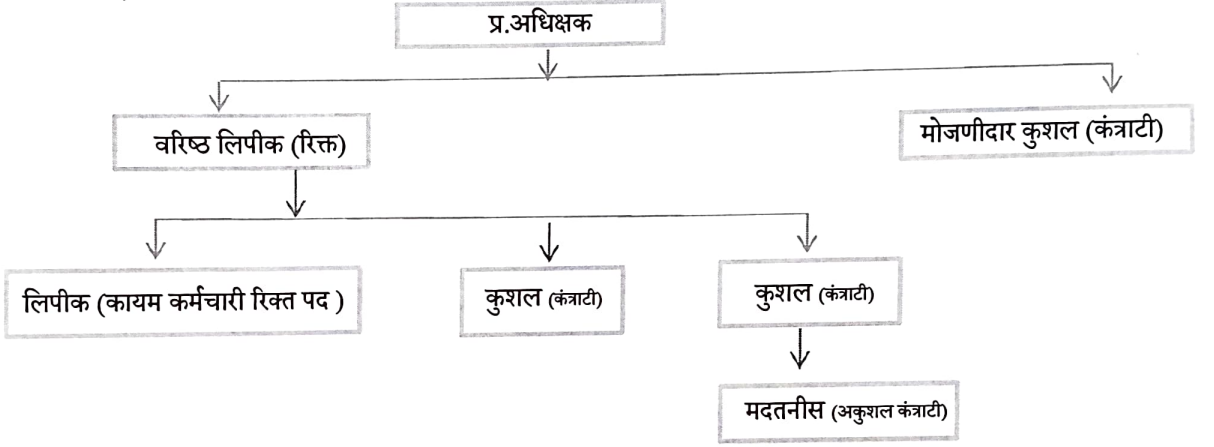 प्र.अधिक्षक
वरिष्ठ लिपीक (रिक्त)
मोजणीदार कुशल (कंत्राटी)
लिपीक (कायम कर्मचारी रिक्त पद )
कुशल (कंत्राटी)
कुशल (कंत्राटी)
मदतनीस (अकुशल कंत्राटी)